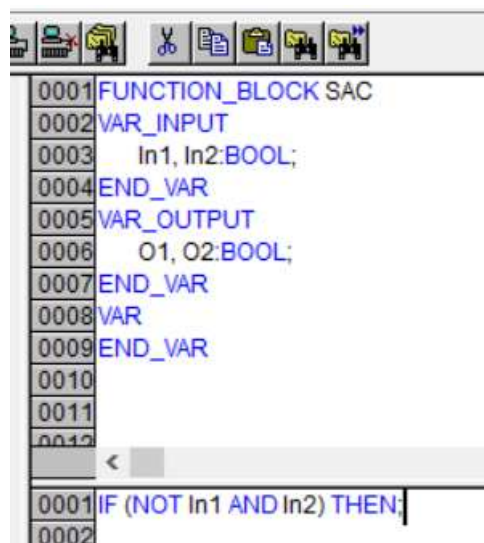 0001 FUNCTION_BLOCK SAC
0002 VAR_INPUT
0003 In1, In2:BOOL;
0004 END_VAR
0005 VAR_OUTPUT
0006 O1, O2:BOOL;
0007 END_VAR
0008 VAR
0009 END_VAR
0010
0011
0012
0001 IF (NOT In1 AND In2) THEN;
0002